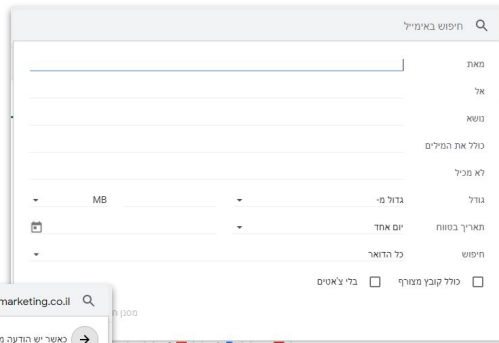 חיפוש באימייל
מאת
אל
נושא
כולל את המילים
לא מכיל
גודל גדול מ- MB
תאריך בטווח יום אחד
חיפוש כל הדואר
כולל קובץ מצורף בלי צ'אטים
מסנן
marketing.co.il
כאשר יש הודעה